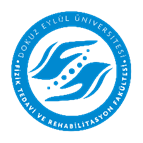 DOKUZ EYLÜL ÜNİVERSİTESİ
• FİZİK TEDAVİ VE REHABİLİTASYON FAKÜLTESİ •